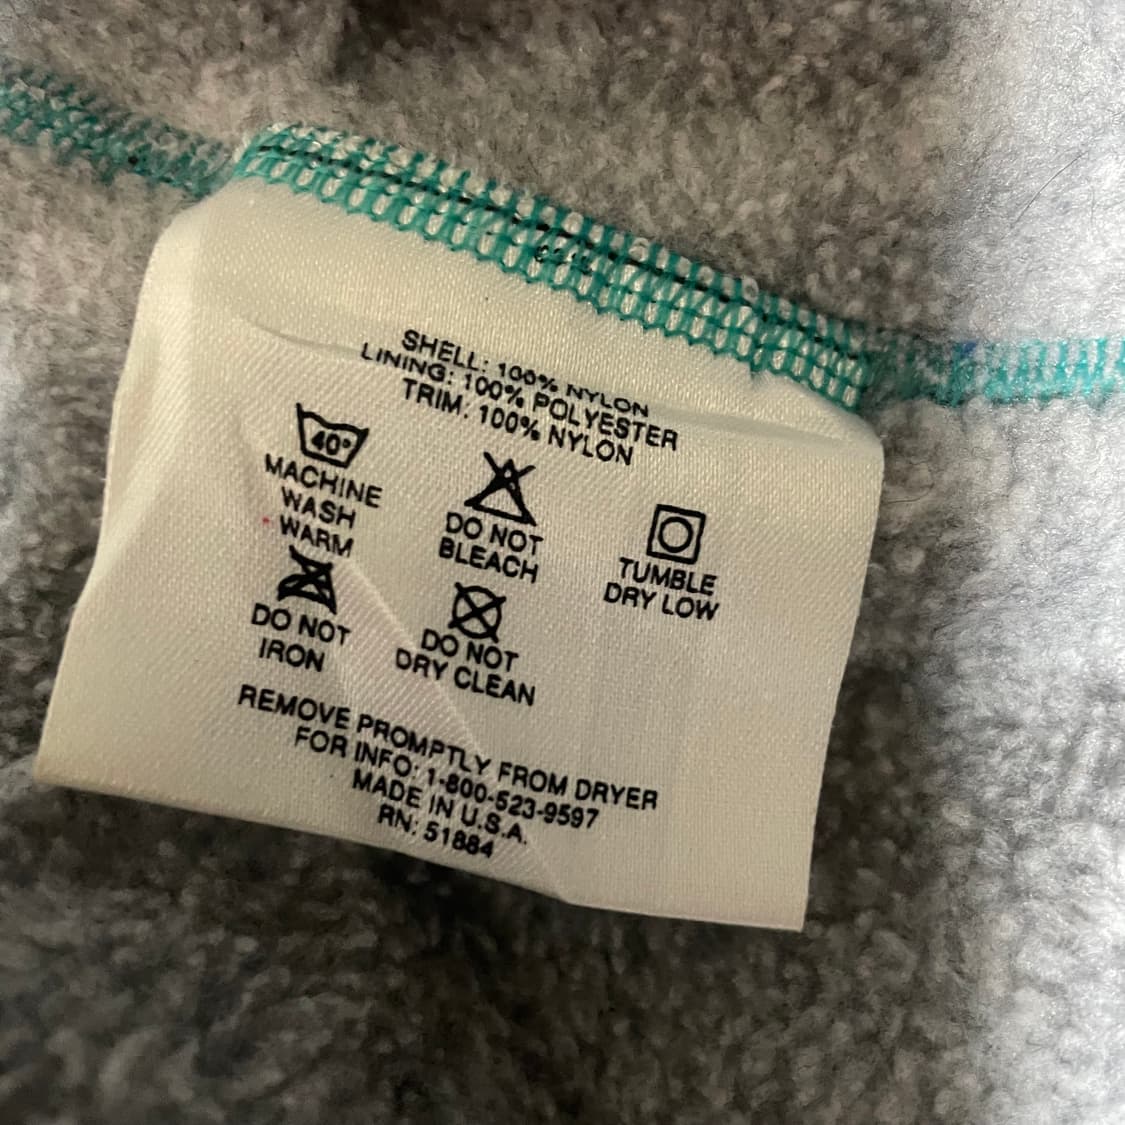 SHELL: 100% NYLON
LINING: 100% POLYESTER
TRIM: 100% NYLON
40°
MACHINE
WASH
WARM
DO NOT
BLEACH
TUMBLE
DRY LOW
DO NOT
IRON
DO NOT
DRY CLEAN
REMOVE PROMPTLY FROM DRYER
FOR INFO: 1-800-523-9597
MADE IN U.S.A.
RN: 51884